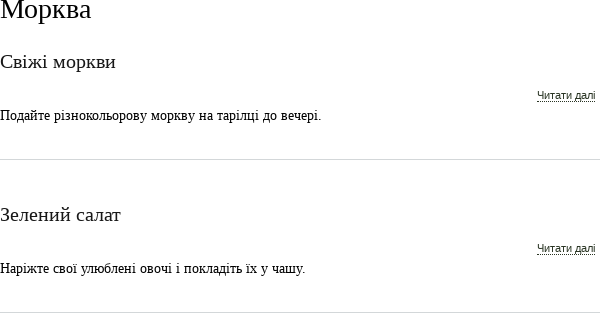 Морква
Свіжі моркви
Читати далі
Подайте різнокольорову моркву на тарілці до вечері.
Зелений салат
Читати далі
Наріжте свої улюблені овочі і покладіть їх у чашу.